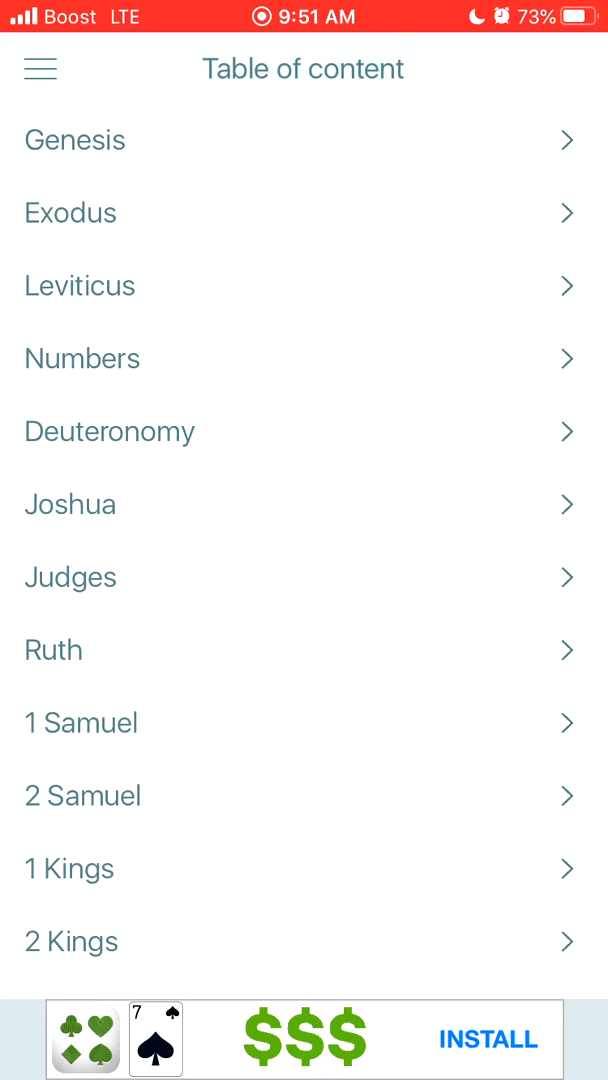 Boost LTE 9:51 AM 73%
Table of content
Genesis
Exodus
Leviticus
Numbers
Deuteronomy
Joshua
Judges
Ruth
1 Samuel
2 Samuel
1 Kings
2 Kings
7 $$$ INSTALL